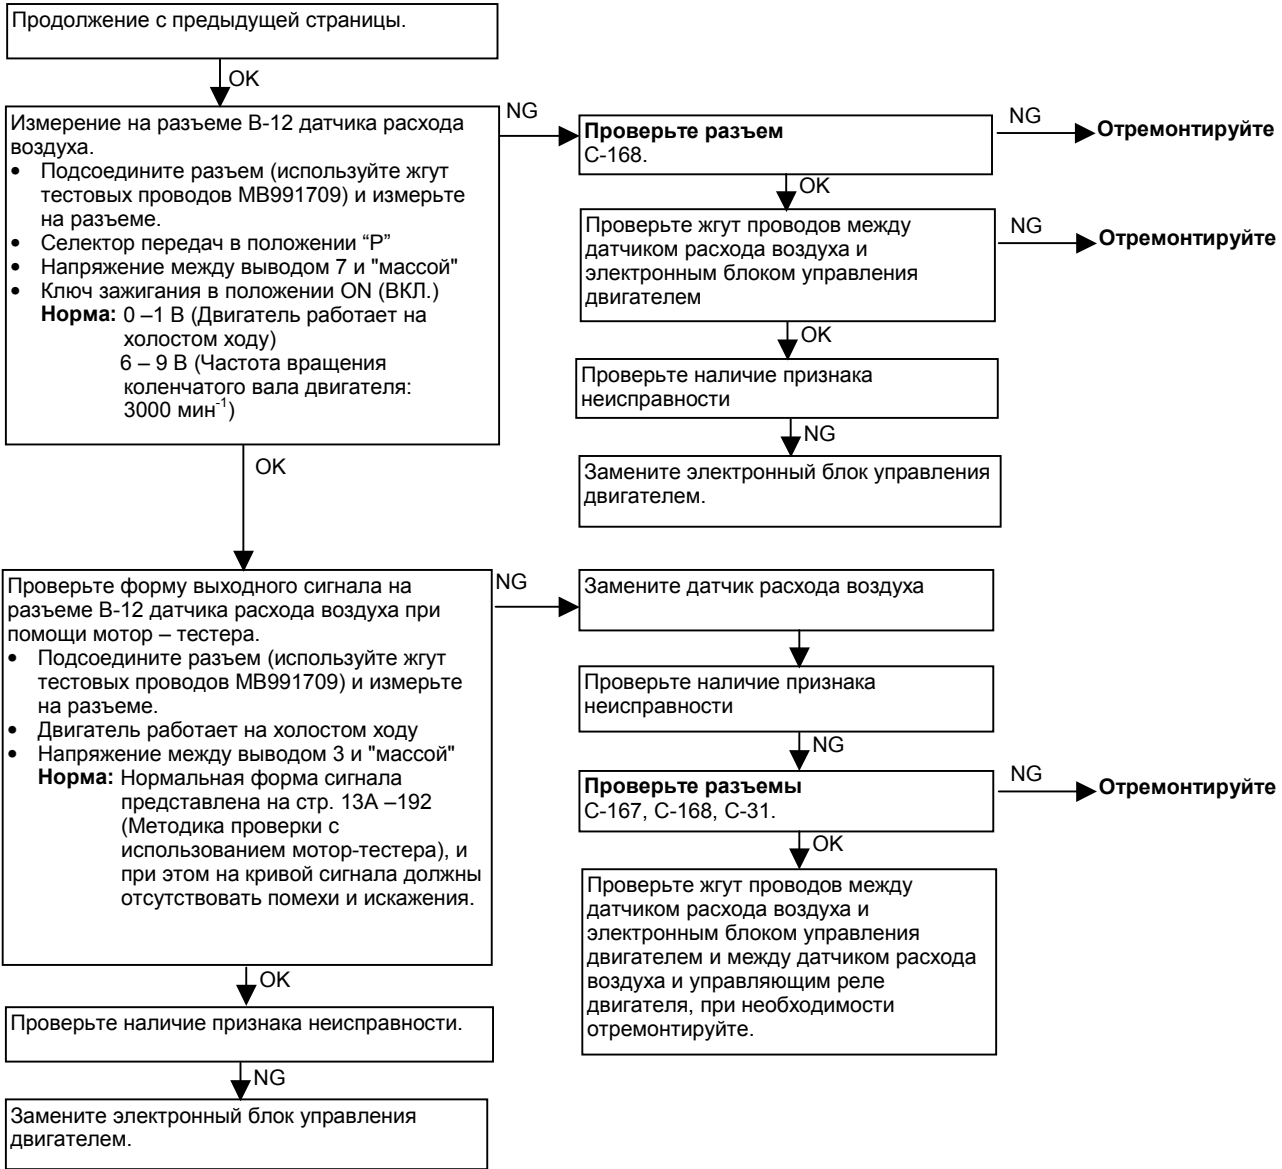 Продолжение с предыдущей страницы.
OK
Измерение на разъеме B-12 датчика расхода
воздуха.
• Подсоедините разъем (используйте жгут
тестовых проводов MB991709) и измерьте
на разъеме.
• Селектор передач в положении “P”
• Напряжение между выводом 7 и "массой"
• Ключ зажигания в положении ON (ВКЛ.)
Норма: 0 –1 В (Двигатель работает на
холостом ходу)
6 – 9 В (Частота вращения
коленчатого вала двигателя:
3000 мин⁻¹)
NG
Проверьте разъем
C-168.
NG
Отремонтируйте
OK
Проверьте жгут проводов между
датчиком расхода воздуха и
электронным блоком управления
двигателем
NG
Отремонтируйте
OK
Проверьте наличие признака
неисправности
NG
Замените электронный блок управления
двигателем.
OK
Проверьте форму выходного сигнала на
разъеме B-12 датчика расхода воздуха при
помощи мотор – тестера.
• Подсоедините разъем (используйте жгут
тестовых проводов MB991709) и измерьте
на разъеме.
• Двигатель работает на холостом ходу
• Напряжение между выводом 3 и "массой"
Норма: Нормальная форма сигнала
представлена на стр. 13A –192
(Методика проверки с
использованием мотор-тестера), и
при этом на кривой сигнала должны
отсутствовать помехи и искажения.
NG
Замените датчик расхода воздуха
Проверьте наличие признака
неисправности
NG
Проверьте разъемы
C-167, C-168, C-31.
NG
Отремонтируйте
OK
Проверьте жгут проводов между
датчиком расхода воздуха и
электронным блоком управления
двигателем и между датчиком расхода
воздуха и управляющим реле
двигателя, при необходимости
отремонтируйте.
OK
Проверьте наличие признака неисправности.
NG
Замените электронный блок управления
двигателем.